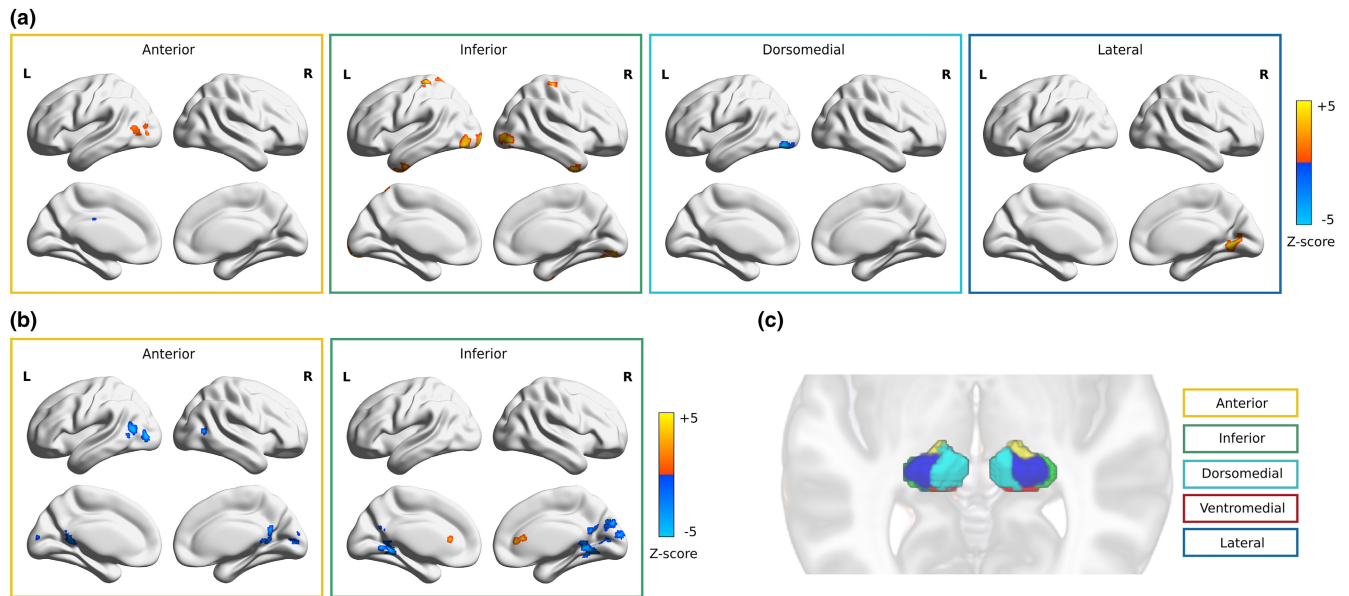 (a)
Anterior
L R
Inferior
L R
Dorsomedial
L R
Lateral
L R
+5
-5
Z-score
(b)
Anterior
L R
Inferior
L R
+5
-5
Z-score
(c)
Anterior
Inferior
Dorsomedial
Ventromedial
Lateral